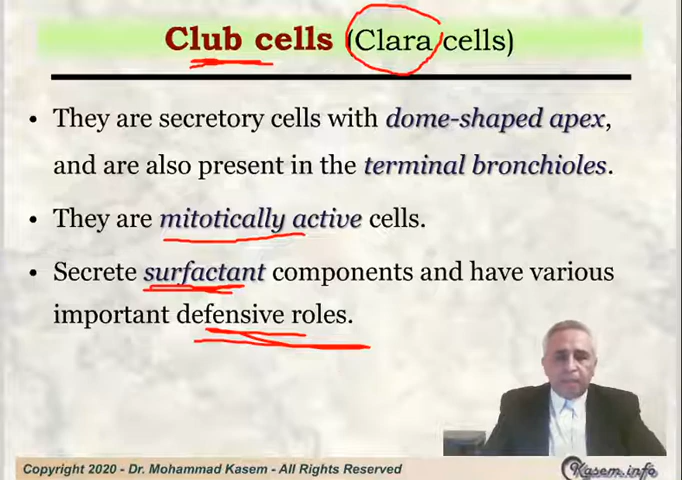 Club cells (Clara cells)
• They are secretory cells with dome-shaped apex,
and are also present in the terminal bronchioles.
• They are mitotically active cells.
• Secrete surfactant components and have various
important defensive roles.
Copyright 2020 - Dr. Mohammad Kasem - All Rights Reserved
Kasem.info